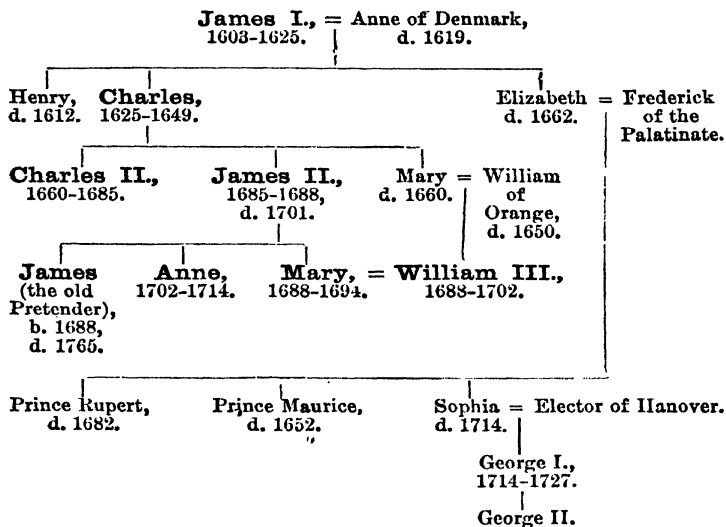 James I., = Anne of Denmark,
1603-1625. d. 1619.
Henry, Charles, Elizabeth = Frederick
d. 1612. 1625-1649. d. 1662. of the
Palatinate.
Charles II., James II., Mary = William
1660-1685. 1685-1688, d. 1660. of
d. 1701. Orange,
d. 1650.
James Anne, Mary, = William III.,
(the old 1702-1714. 1688-1694. 1688-1702.
Pretender),
b. 1688,
d. 1765.
Prince Rupert, Prince Maurice, Sophia = Elector of Hanover.
d. 1682. d. 1652. d. 1714.
George I.,
1714-1727.
George II.